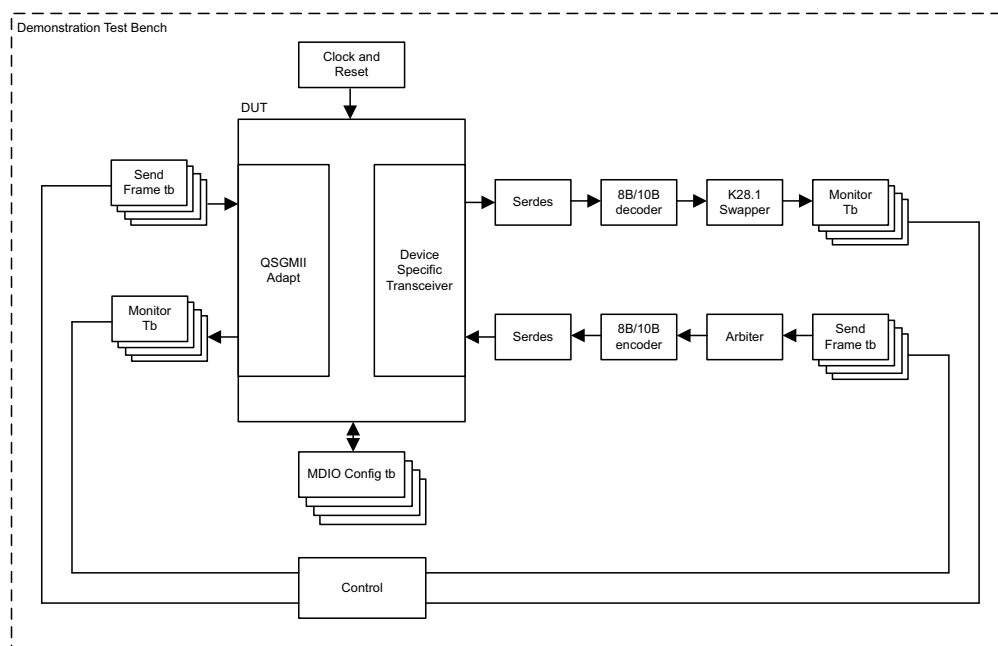 Demonstration Test Bench
Clock and
Reset
DUT
Send
Frame tb
QSGMII
Adapt
Device
Specific
Transceiver
Serdes
8B/10B
decoder
K28.1
Swapper
Monitor
Tb
Monitor
Tb
Serdes
8B/10B
encoder
Arbiter
Send
Frame tb
MDIO Config tb
Control